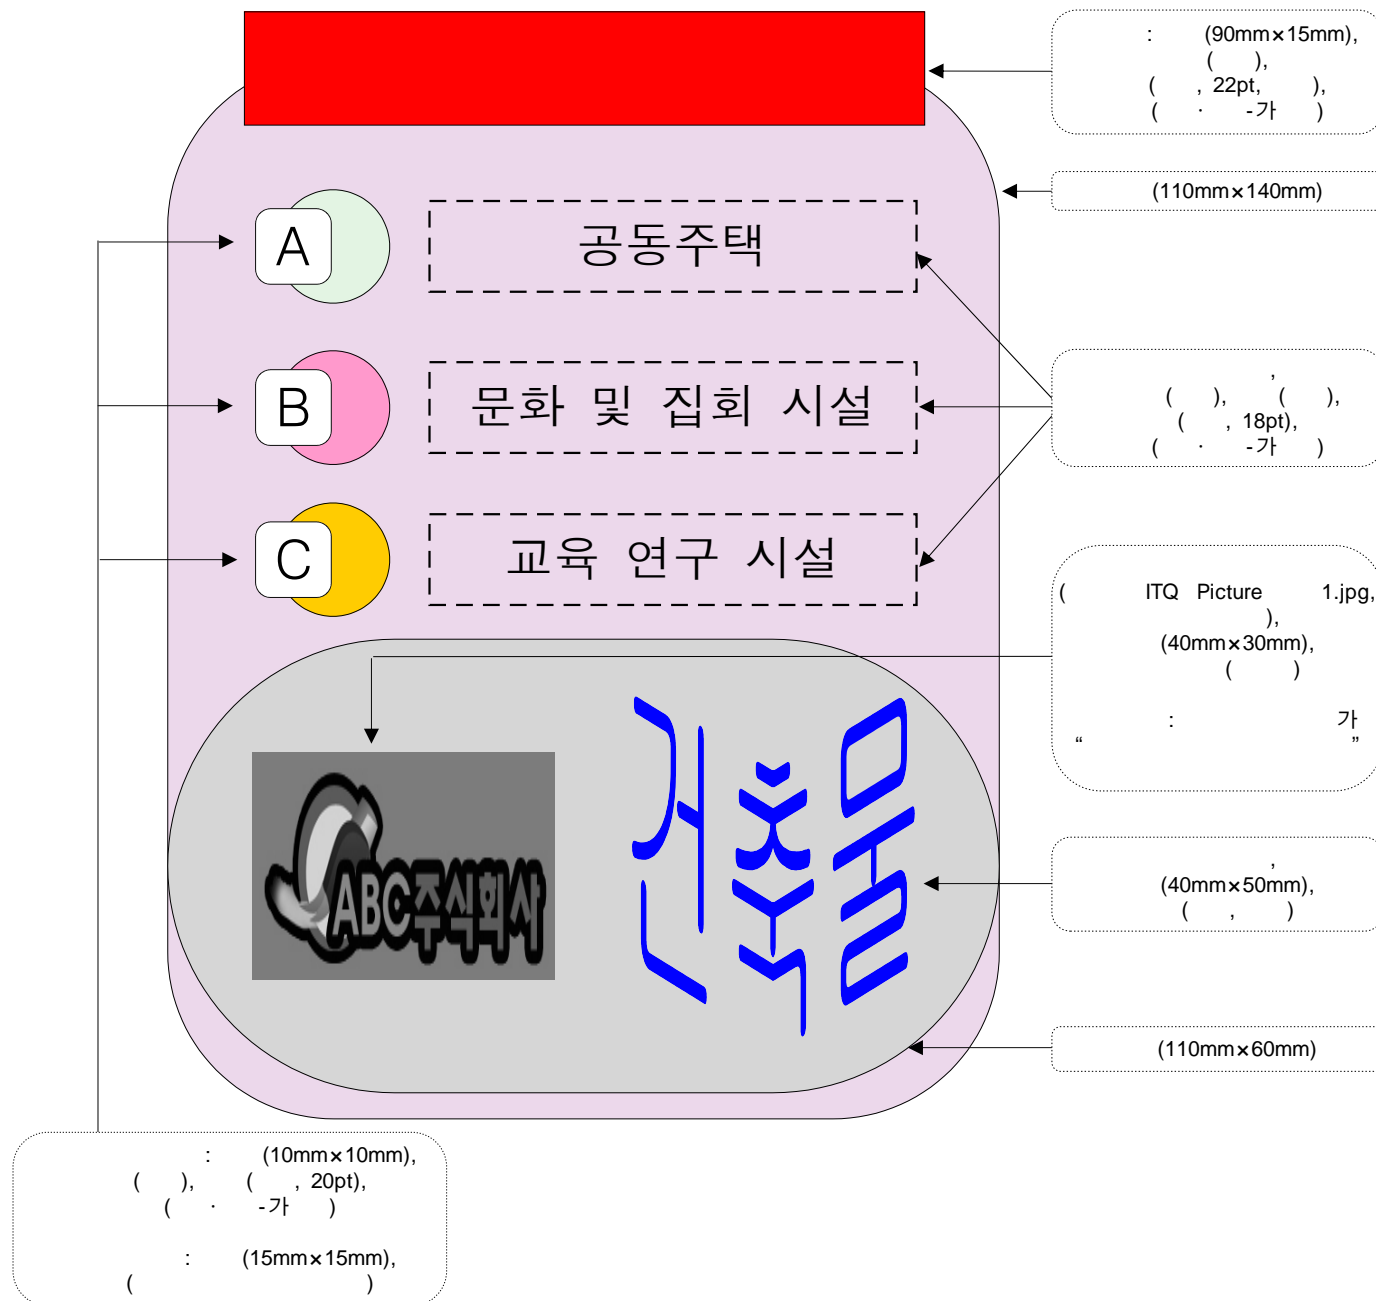 : (90mm×15mm),
( ),
( , 22pt, ),
( · -가 )
(110mm×140mm)
A
공동주택
,
( ), ( ),
( , 18pt),
( · -가 )
B
문화 및 집회 시설
C
교육 연구 시설
( ITQ Picture 1.jpg,
),
(40mm×30mm),
( )
: 가
“ ”
ABC주식회사
건축물
,
(40mm×50mm),
( , )
(110mm×60mm)
: (10mm×10mm),
( ), ( , 20pt),
( · -가 )
: (15mm×15mm),
( )